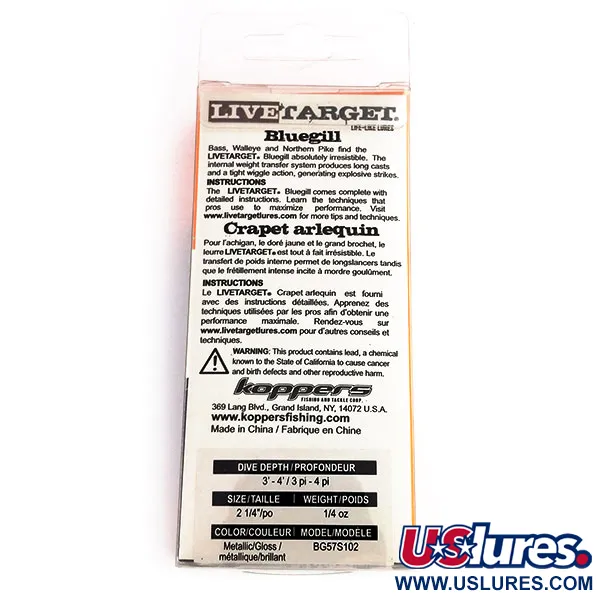 LIVETARGET®
LIFE-LIKE LURES
Bluegill
Bass, Walleye and Northern Pike find the
LIVETARGET® Bluegill absolutely irresistible. The
internal weight transfer system produces long casts
and a tight wiggle action, generating explosive strikes.
INSTRUCTIONS
The LIVETARGET® Bluegill comes complete with
detailed instructions. Learn the techniques that
pros use to maximize performance. Visit
www.livetargetlures.com for more tips and techniques.
Crapet arlequin
Pour l'achigan, le doré jaune et le grand brochet, le
leurre LIVETARGET® est tout à fait irrésistible. Le
transfert de poids interne permet de longslancers tandis
que le frétillement intense incite à mordre goulûment.
INSTRUCTIONS
Le LIVETARGET® Crapet arlequin est fourni
avec des instructions détaillées. Apprenez des
techniques utilisées par les pros afin d'obtenir une
performance maximale. Rendez-vous sur
www.livetargetlures.com pour d'autres conseils et
techniques.
WARNING: This product contains lead, a chemical
known to the State of California to cause cancer
and birth defects and other reproductive harm.
koppers
FISHING AND TACKLE CORP.
369 Lang Blvd., Grand Island, NY, 14072 U.S.A.
www.koppersfishing.com
Made in China / Fabrique en Chine
DIVE DEPTH/PROFONDEUR
3' - 4' / 3 pi - 4 pi
SIZE/TAILLE WEIGHT/POIDS
2 1/4"/po 1/4 oz
COLOR/COULEUR MODEL/MODÈLE
Metallic/Gloss / BG57S102
métallique/brillant
USlures.
WWW.USLURES.COM